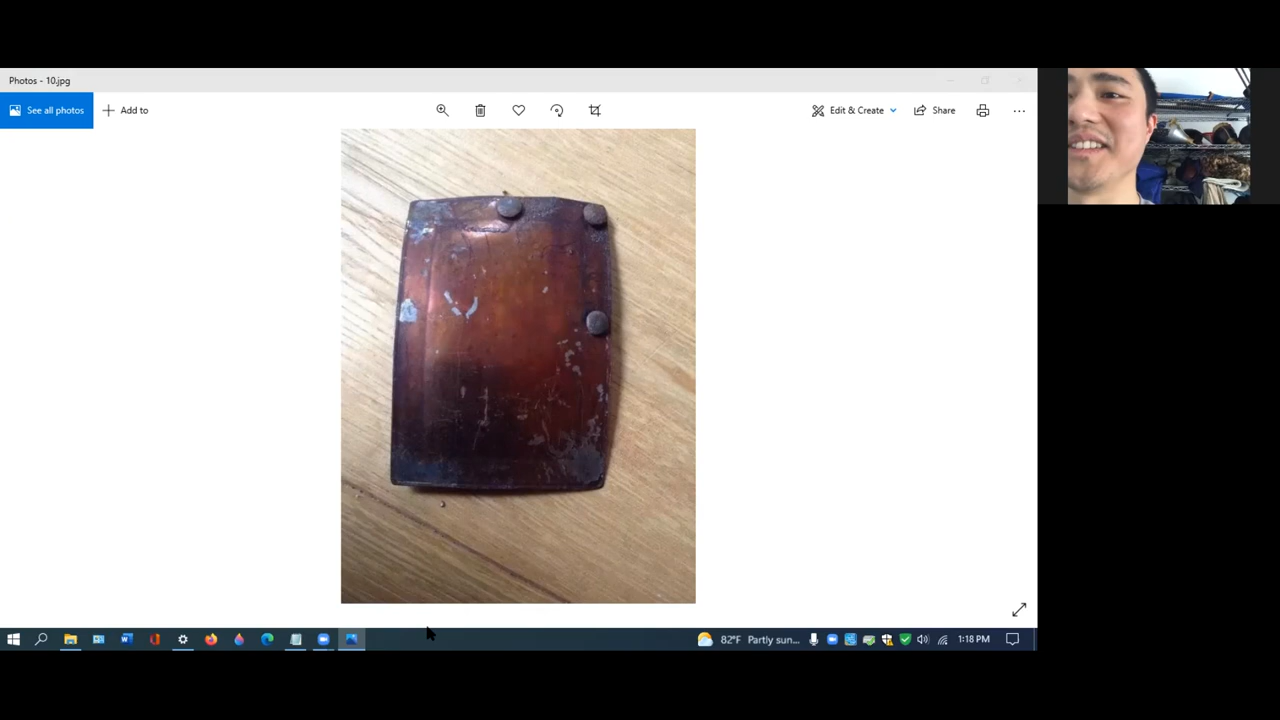 Photos - 10.jpg
See all photos
Add to
Edit & Create
Share
82°F Partly sun...
1:18 PM